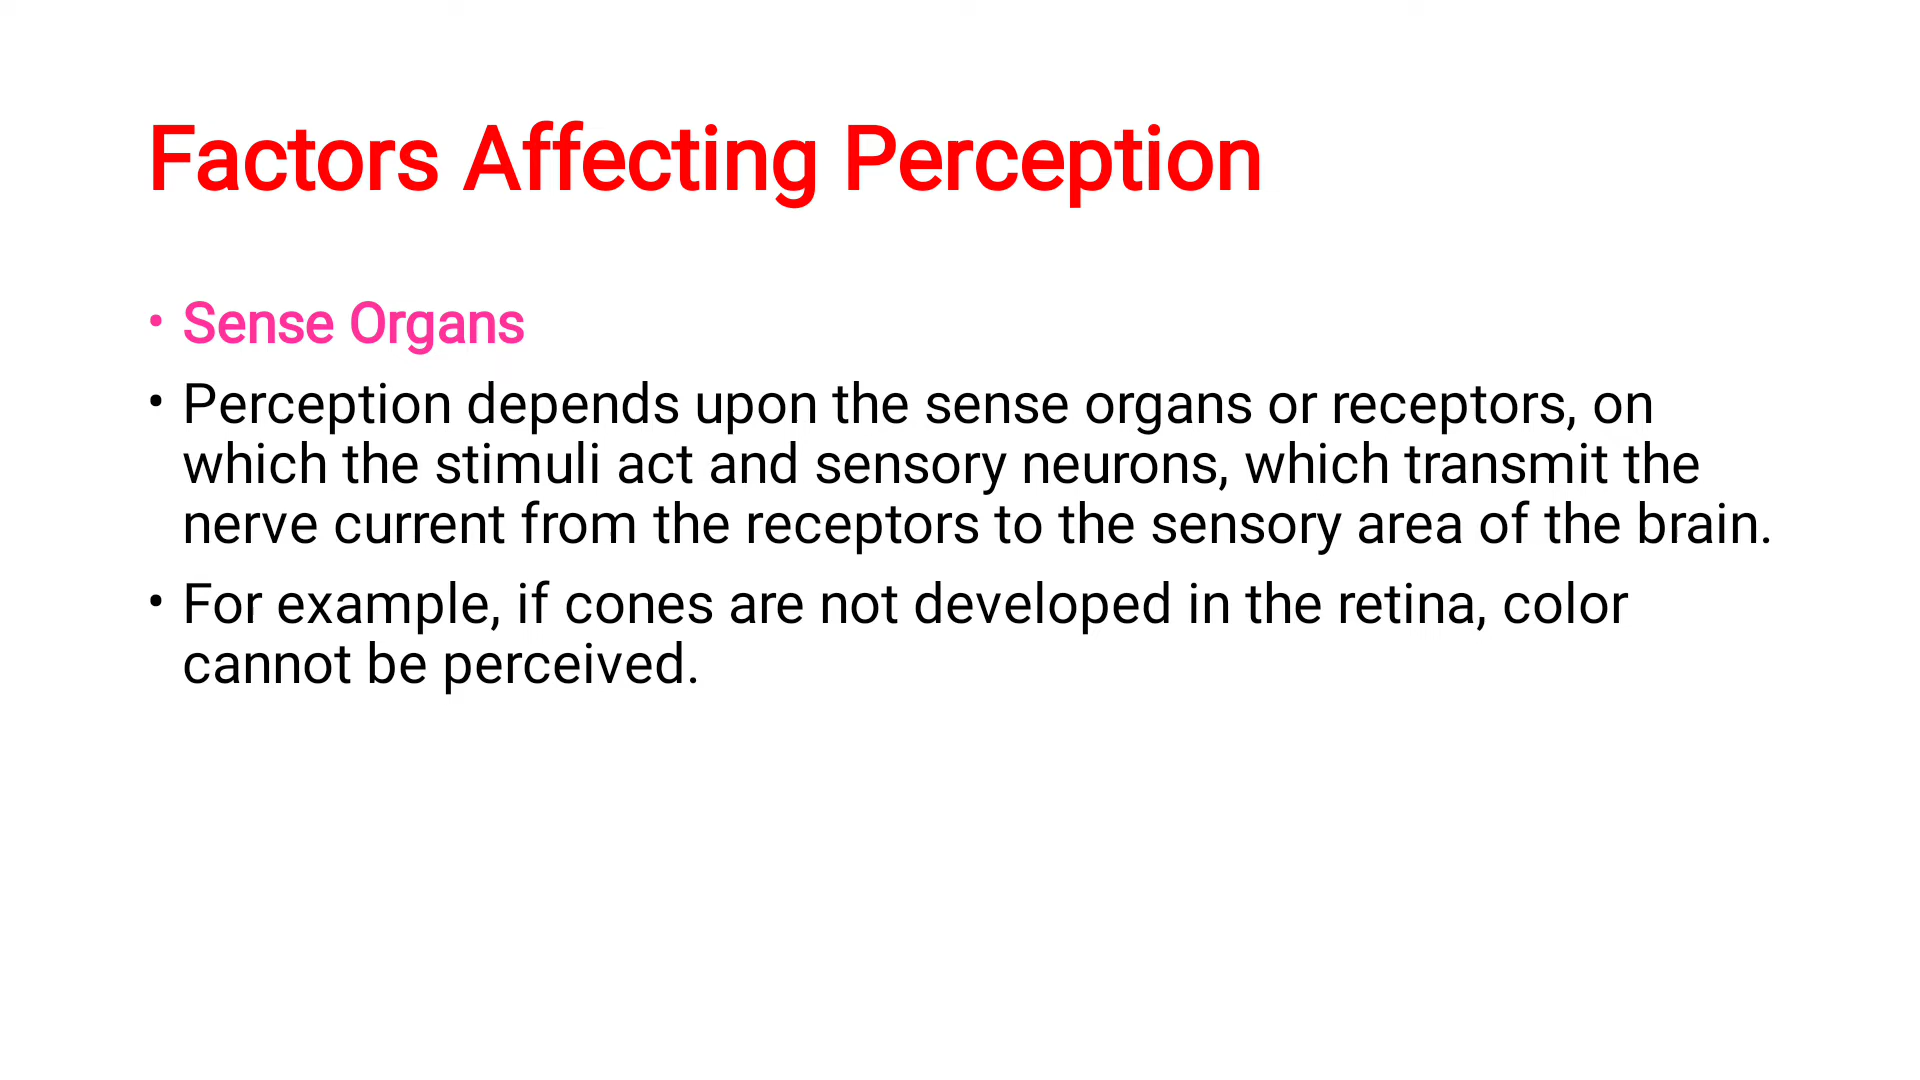 Factors Affecting Perception
• Sense Organs
• Perception depends upon the sense organs or receptors, on
which the stimuli act and sensory neurons, which transmit the
nerve current from the receptors to the sensory area of the brain.
• For example, if cones are not developed in the retina, color
cannot be perceived.